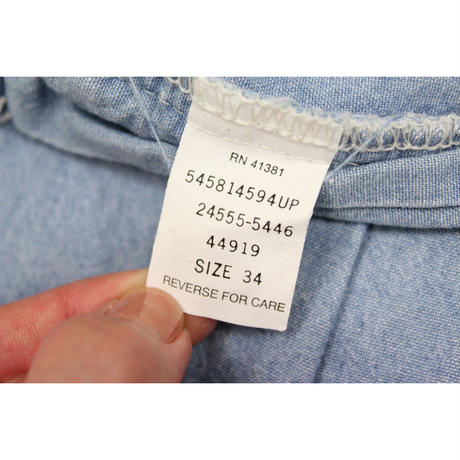 RN 41381
545814594UP
24555-5446
44919
SIZE 34
REVERSE FOR CARE